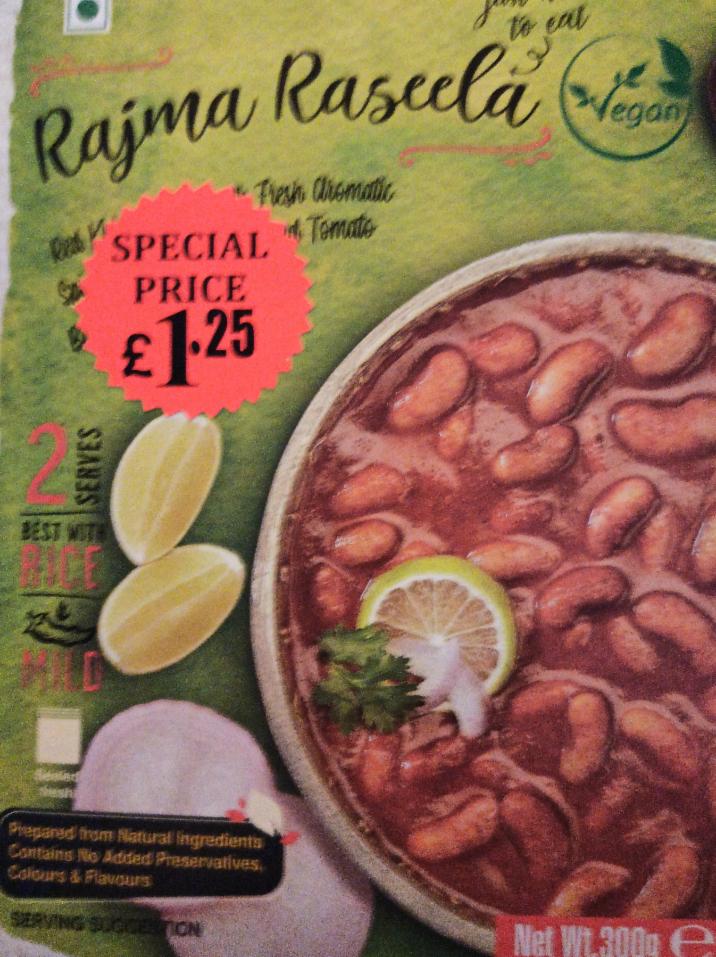 to eat
Rajma Raseela
Vegan
Fresh Aromatic
Red
Tomato
SPECIAL
PRICE
£1.25
2
SERVES
BEST WITH
RICE
MILD
Prepared from Natural Ingredients
Contains No Added Preservatives,
Colours & Flavours
SERVING SUGGESTION
Net Wt.300g e